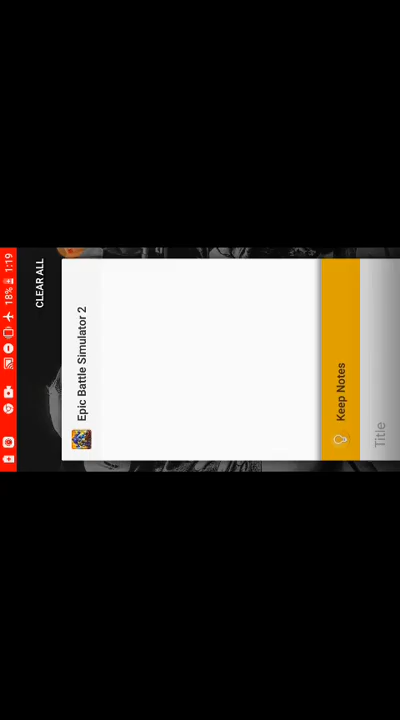 18% 1:19
CLEAR ALL
Epic Battle Simulator 2
Keep Notes
Title